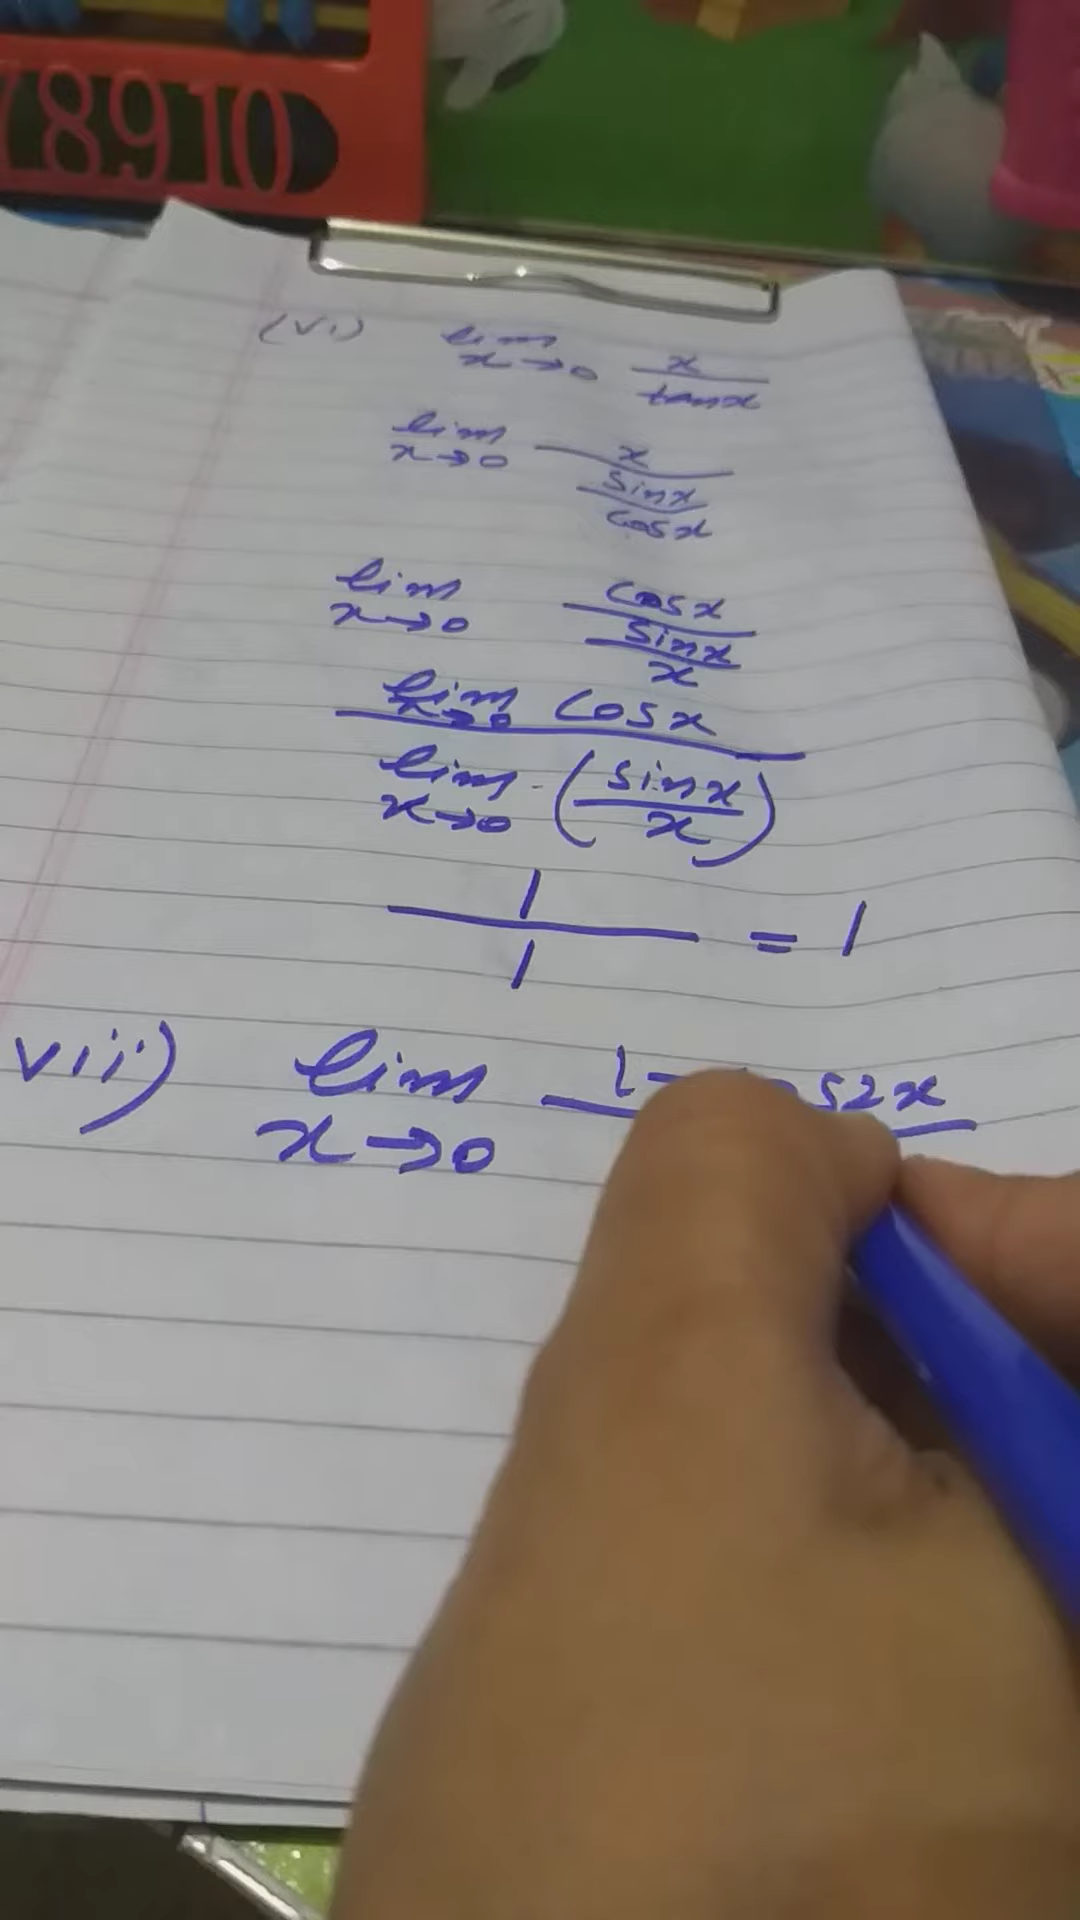 78910
(vi) lim x→0 x/tanx
lim x→0 x/(sinx/cosx)
lim x→0 cosx/(sinx/x)
lim x→0 cosx / lim x→0 (sinx/x)
1/1 = 1
vii) lim x→0 1- s2x